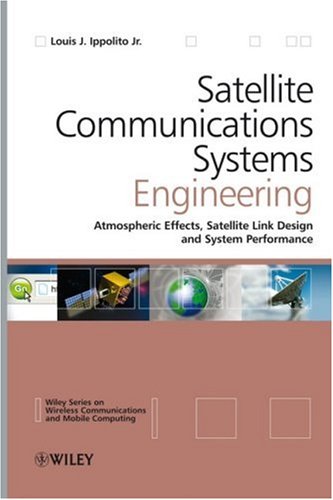 Louis J. Ippolito Jr.
Satellite
Communications
Systems
Engineering
Atmospheric Effects, Satellite Link Design
and System Performance
Go
Wiley Series on
Wireless Communications
and Mobile Computing
WILEY